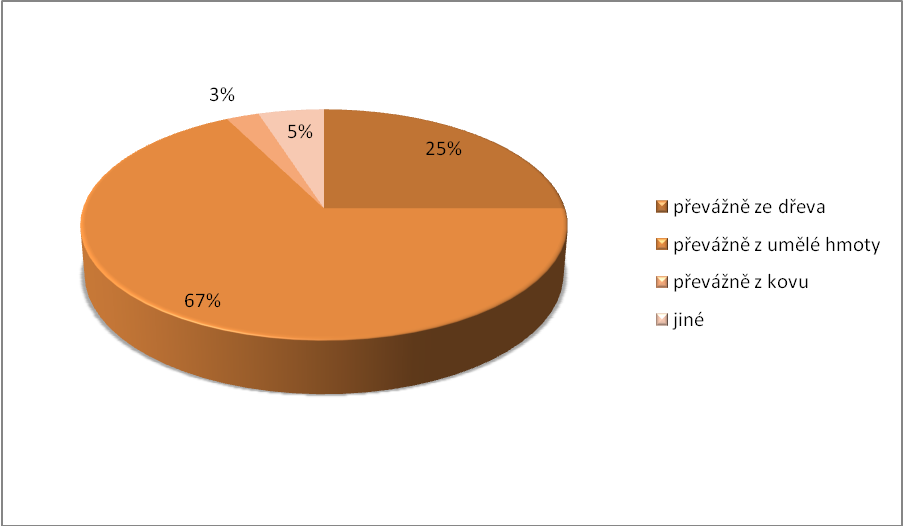 3%
5%
25%
67%
převážně ze dřeva
převážně z umělé hmoty
převážně z kovu
jiné